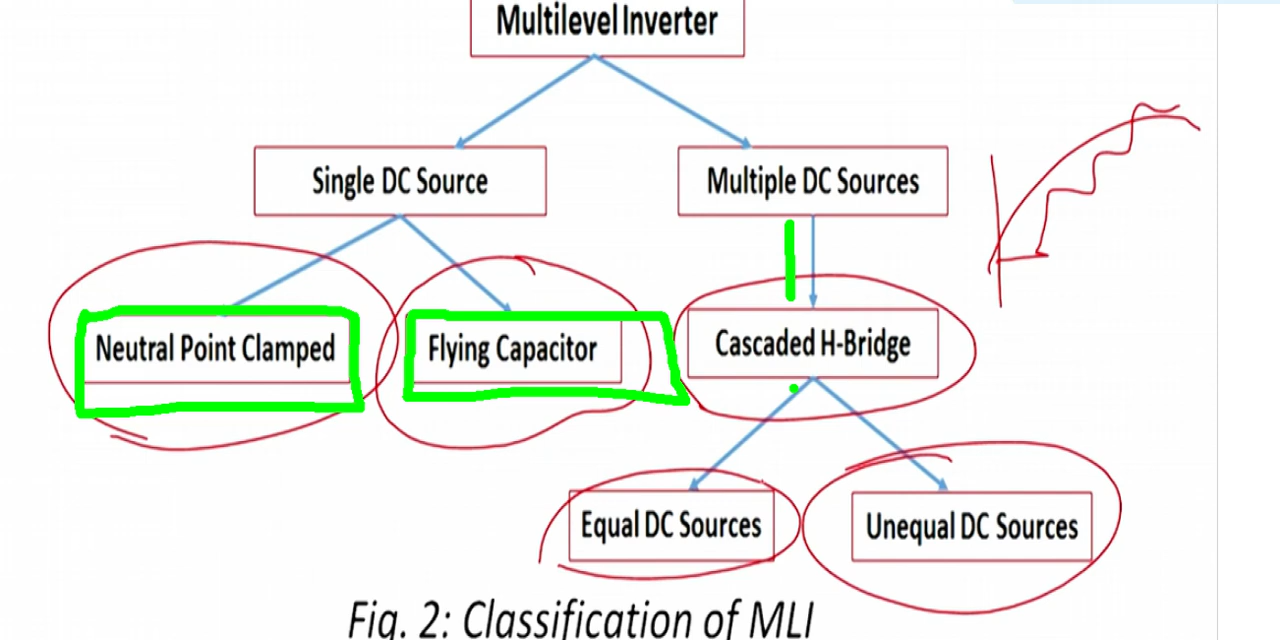 Multilevel Inverter
Single DC Source
Multiple DC Sources
Neutral Point Clamped
Flying Capacitor
Cascaded H-Bridge
Equal DC Sources
Unequal DC Sources
Fig. 2: Classification of MLI